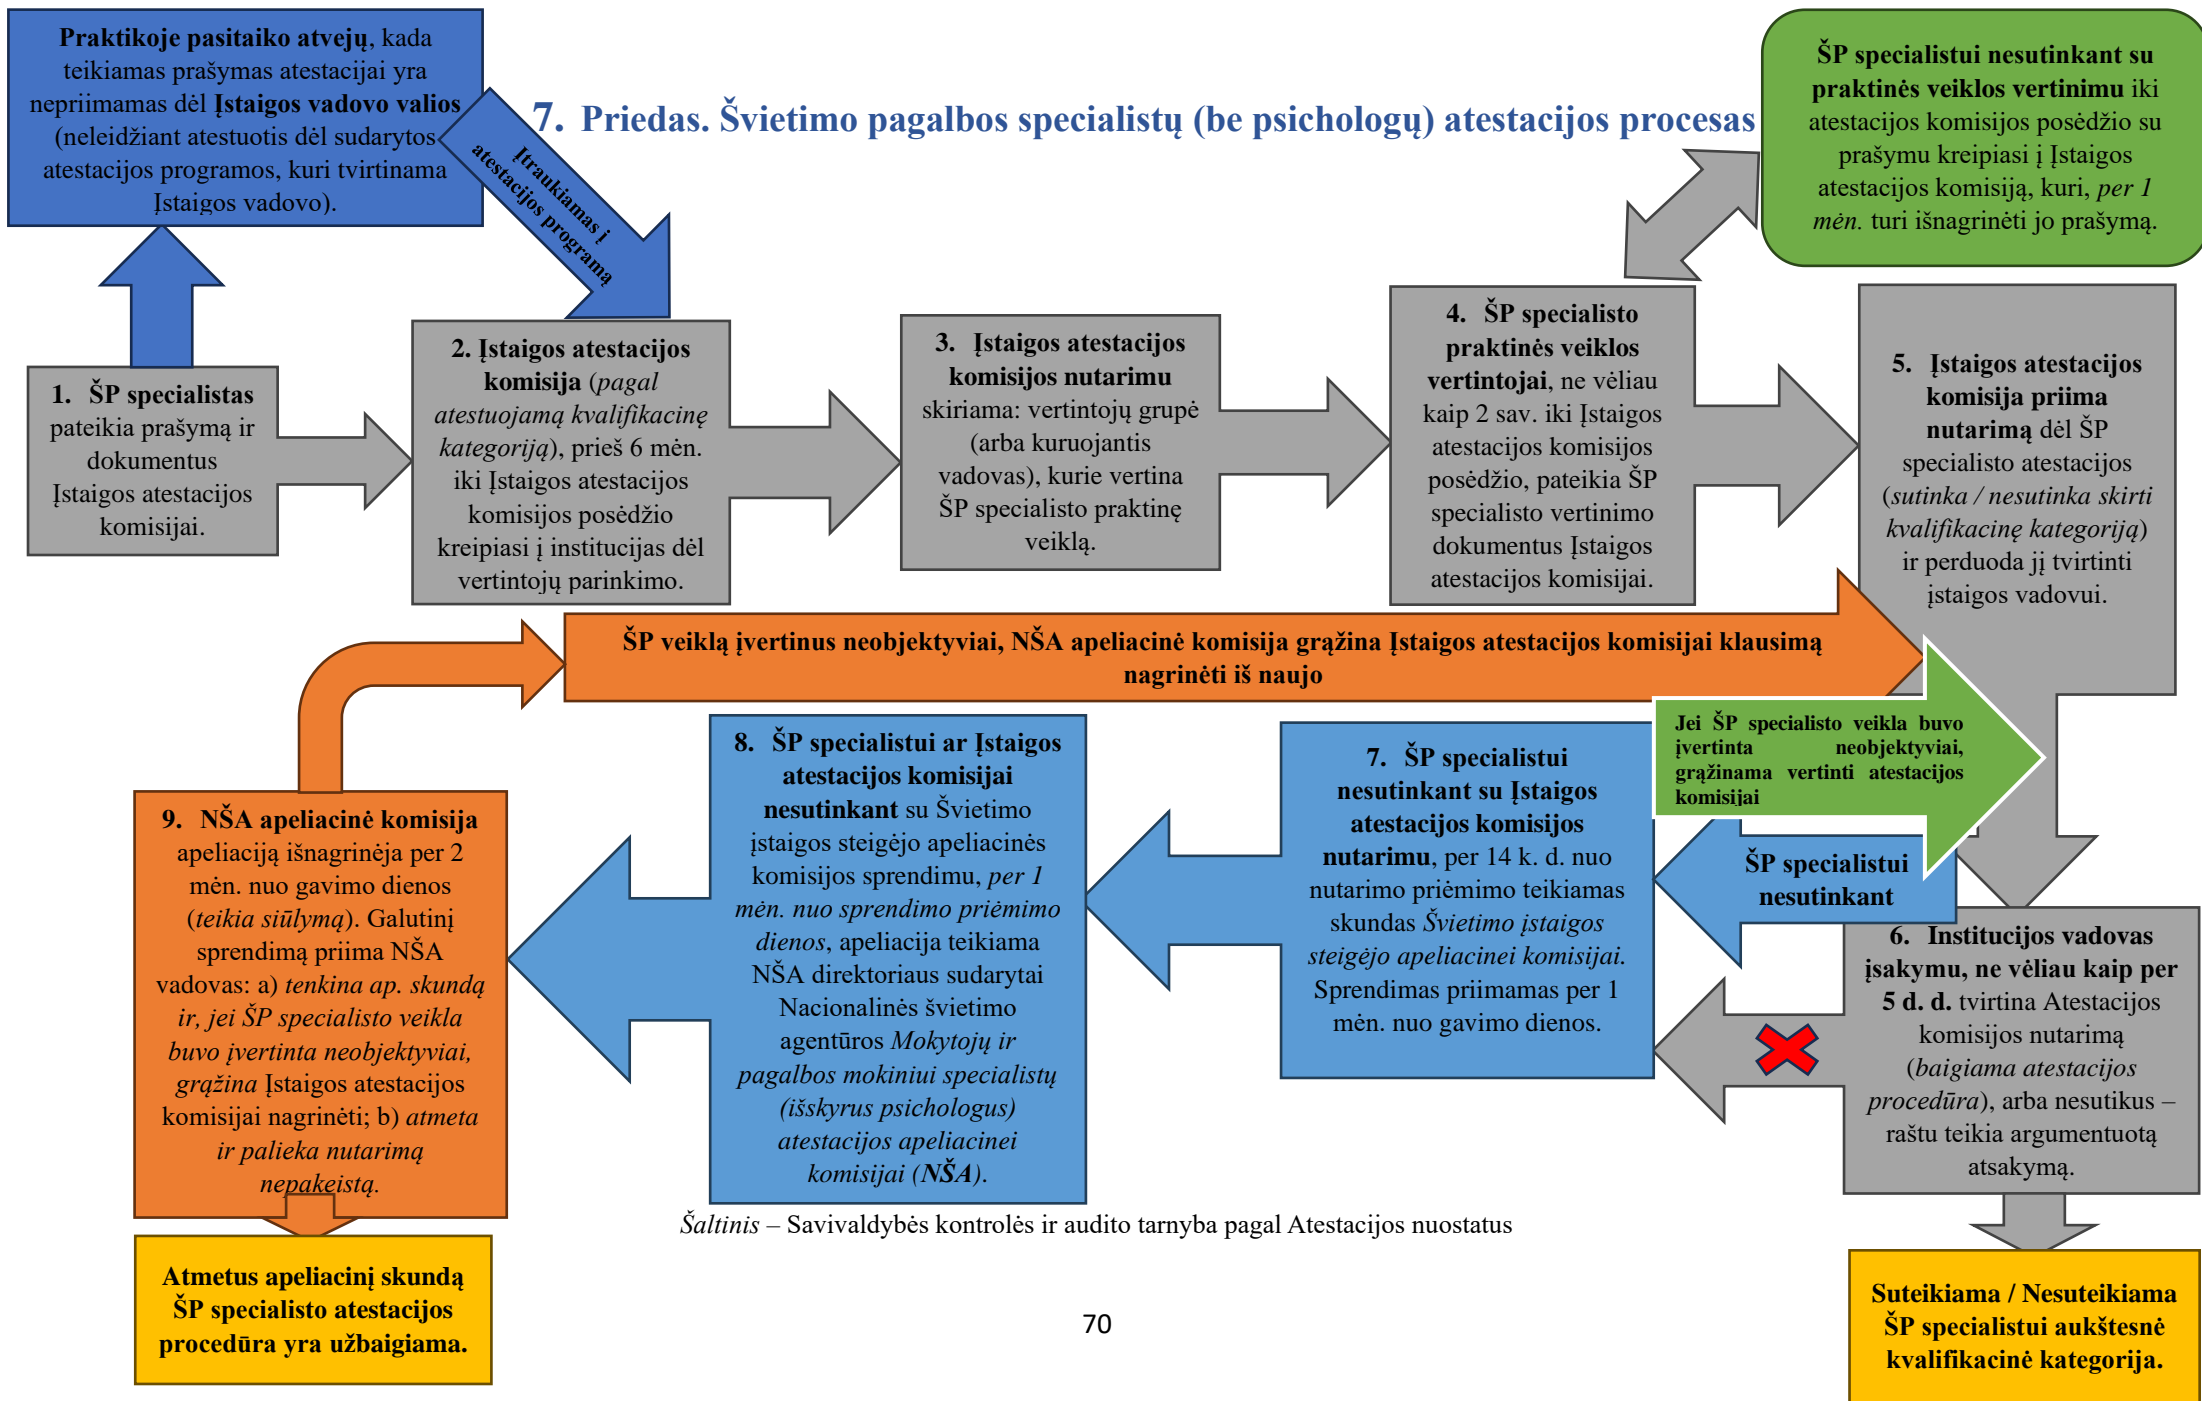 Praktikoje pasitaiko atvejų, kada
teikiamas prašymas atestacijai yra
nepriimamas dėl Įstaigos vadovo valios
(neleidžiant atestuotis dėl sudarytos
atestacijos programos, kuri tvirtinama
Įstaigos vadovo).
Įtraukiamas į
atestacijos programą
7. Priedas. Švietimo pagalbos specialistų (be psichologų) atestacijos procesas
ŠP specialistui nesutinkant su
praktinės veiklos vertinimu iki
atestacijos komisijos posėdžio su
prašymu kreipiasi į Įstaigos
atestacijos komisiją, kuri, per 1
mėn. turi išnagrinėti jo prašymą.
1. ŠP specialistas
pateikia prašymą ir
dokumentus
Įstaigos atestacijos
komisijai.
2. Įstaigos atestacijos
komisija (pagal
atestuojamą kvalifikacinę
kategoriją), prieš 6 mėn.
iki Įstaigos atestacijos
komisijos posėdžio
kreipiasi į institucijas dėl
vertintojų parinkimo.
3. Įstaigos atestacijos
komisijos nutarimu
skiriama: vertintojų grupė
(arba kuruojantis
vadovas), kurie vertina
ŠP specialisto praktinę
veiklą.
4. ŠP specialisto
praktinės veiklos
vertintojai, ne vėliau
kaip 2 sav. iki Įstaigos
atestacijos komisijos
posėdžio, pateikia ŠP
specialisto vertinimo
dokumentus Įstaigos
atestacijos komisijai.
5. Įstaigos atestacijos
komisija priima
nutarimą dėl ŠP
specialisto atestacijos
(sutinka / nesutinka skirti
kvalifikacinę kategoriją)
ir perduoda jį tvirtinti
įstaigos vadovui.
ŠP veiklą įvertinus neobjektyviai, NŠA apeliacinė komisija grąžina Įstaigos atestacijos komisijai klausimą
nagrinėti iš naujo
Jei ŠP specialisto veikla buvo
įvertinta neobjektyviai,
grąžinama vertinti atestacijos
komisijai
ŠP specialistui
nesutinkant
6. Institucijos vadovas
įsakymu, ne vėliau kaip per
5 d. d. tvirtina Atestacijos
komisijos nutarimą
(baigiama atestacijos
procedūra), arba nesutikus –
raštu teikia argumentuotą
atsakymą.
7. ŠP specialistui
nesutinkant su Įstaigos
atestacijos komisijos
nutarimu, per 14 k. d. nuo
nutarimo priėmimo teikiamas
skundas Švietimo įstaigos
steigėjo apeliacinei komisijai.
Sprendimas priimamas per 1
mėn. nuo gavimo dienos.
8. ŠP specialistui ar Įstaigos
atestacijos komisijai
nesutinkant su Švietimo
įstaigos steigėjo apeliacinės
komisijos sprendimu, per 1
mėn. nuo sprendimo priėmimo
dienos, apeliacija teikiama
NŠA direktoriaus sudarytai
Nacionalinės švietimo
agentūros Mokytojų ir
pagalbos mokiniui specialistų
(išskyrus psichologus)
atestacijos apeliacinei
komisijai (NŠA).
9. NŠA apeliacinė komisija
apeliaciją išnagrinėja per 2
mėn. nuo gavimo dienos
(teikia siūlymą). Galutinį
sprendimą priima NŠA
vadovas: a) tenkina ap. skundą
ir, jei ŠP specialisto veikla
buvo įvertinta neobjektyviai,
grąžina Įstaigos atestacijos
komisijai nagrinėti; b) atmeta
ir palieka nutarimą
nepakeistą.
Šaltinis – Savivaldybės kontrolės ir audito tarnyba pagal Atestacijos nuostatus
Atmetus apeliacinį skundą
ŠP specialisto atestacijos
procedūra yra užbaigiama.
Suteikiama / Nesuteikiama
ŠP specialistui aukštesnė
kvalifikacinė kategorija.
70